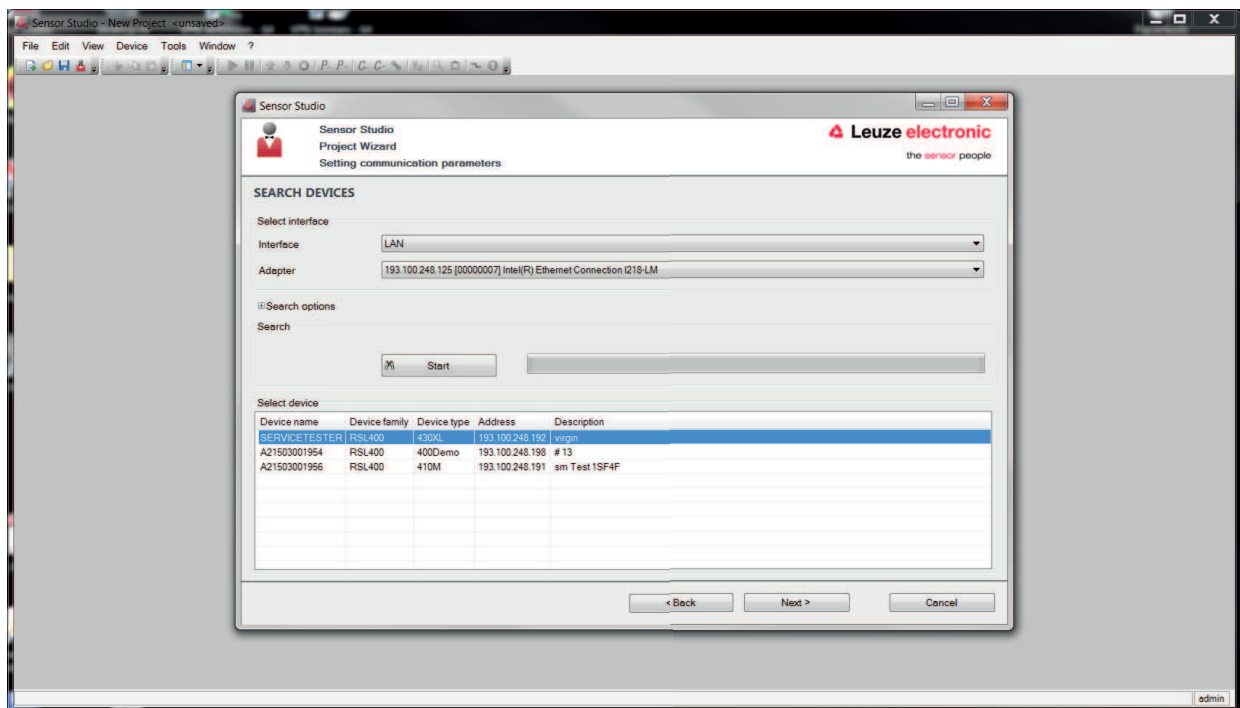 Sensor Studio - New Project <unsaved>
File Edit View Device Tools Window ?
P.. P.. C.. C..
Sensor Studio
Sensor Studio
Project Wizard
Setting communication parameters
Leuze electronic
the sensor people
SEARCH DEVICES
Select interface
Interface LAN
Adapter 193.100.248.125 [00000007] Intel(R) Ethernet Connection I218-LM
Search options
Search
Start
Select device
Device name Device family Device type Address Description
SERVICETESTER RSL400 430XL 193.100.248.192 virgin
A21503001954 RSL400 400Demo 193.100.248.198 # 13
A21503001956 RSL400 410M 193.100.248.191 sm Test 1SF4F
< Back Next > Cancel
admin